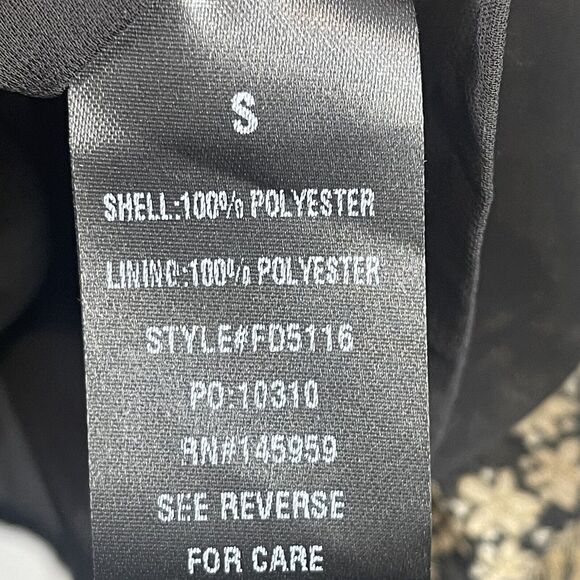 S
SHELL:100% POLYESTER
LINING:100% POLYESTER
STYLE#FD5116
PO:10310
RN#145959
SEE REVERSE
FOR CARE